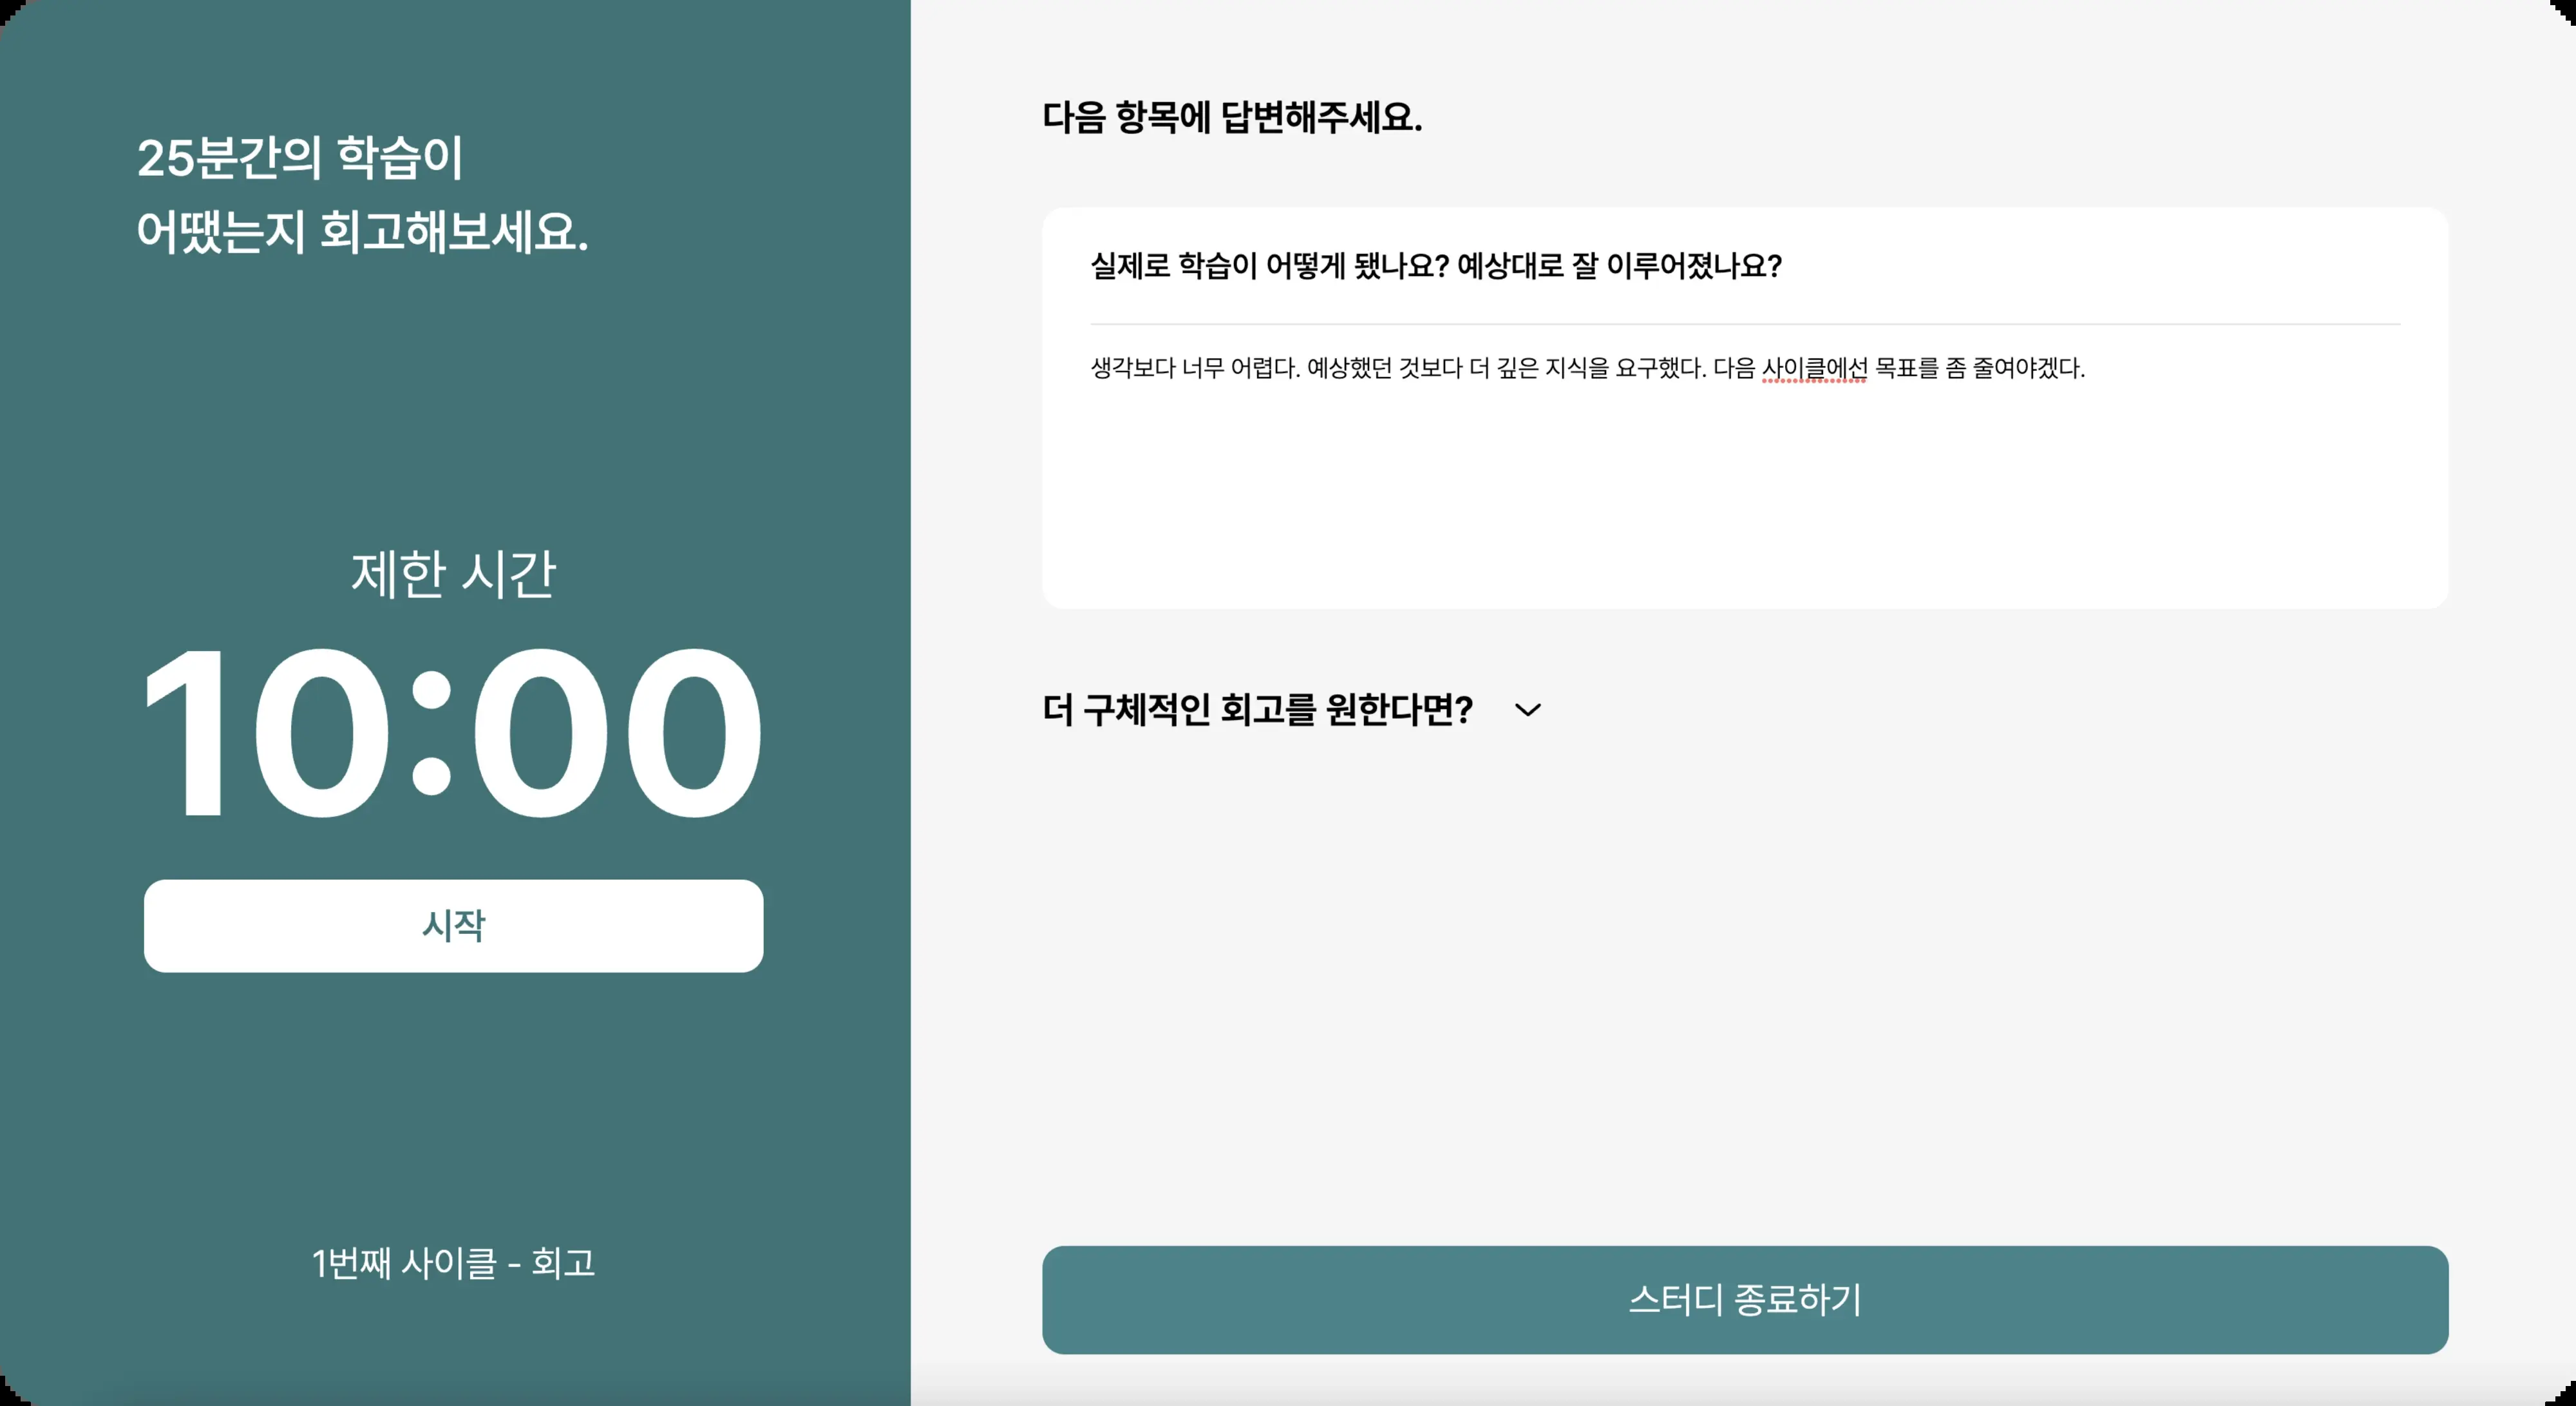 25분간의 학습이
어땠는지 회고해보세요.
제한 시간
10:00
시작
1번째 사이클 - 회고
다음 항목에 답변해주세요.
실제로 학습이 어떻게 됐나요? 예상대로 잘 이루어졌나요?
생각보다 너무 어렵다. 예상했던 것보다 더 깊은 지식을 요구했다. 다음 사이클에선 목표를 좀 줄여야겠다.
더 구체적인 회고를 원한다면?
스터디 종료하기